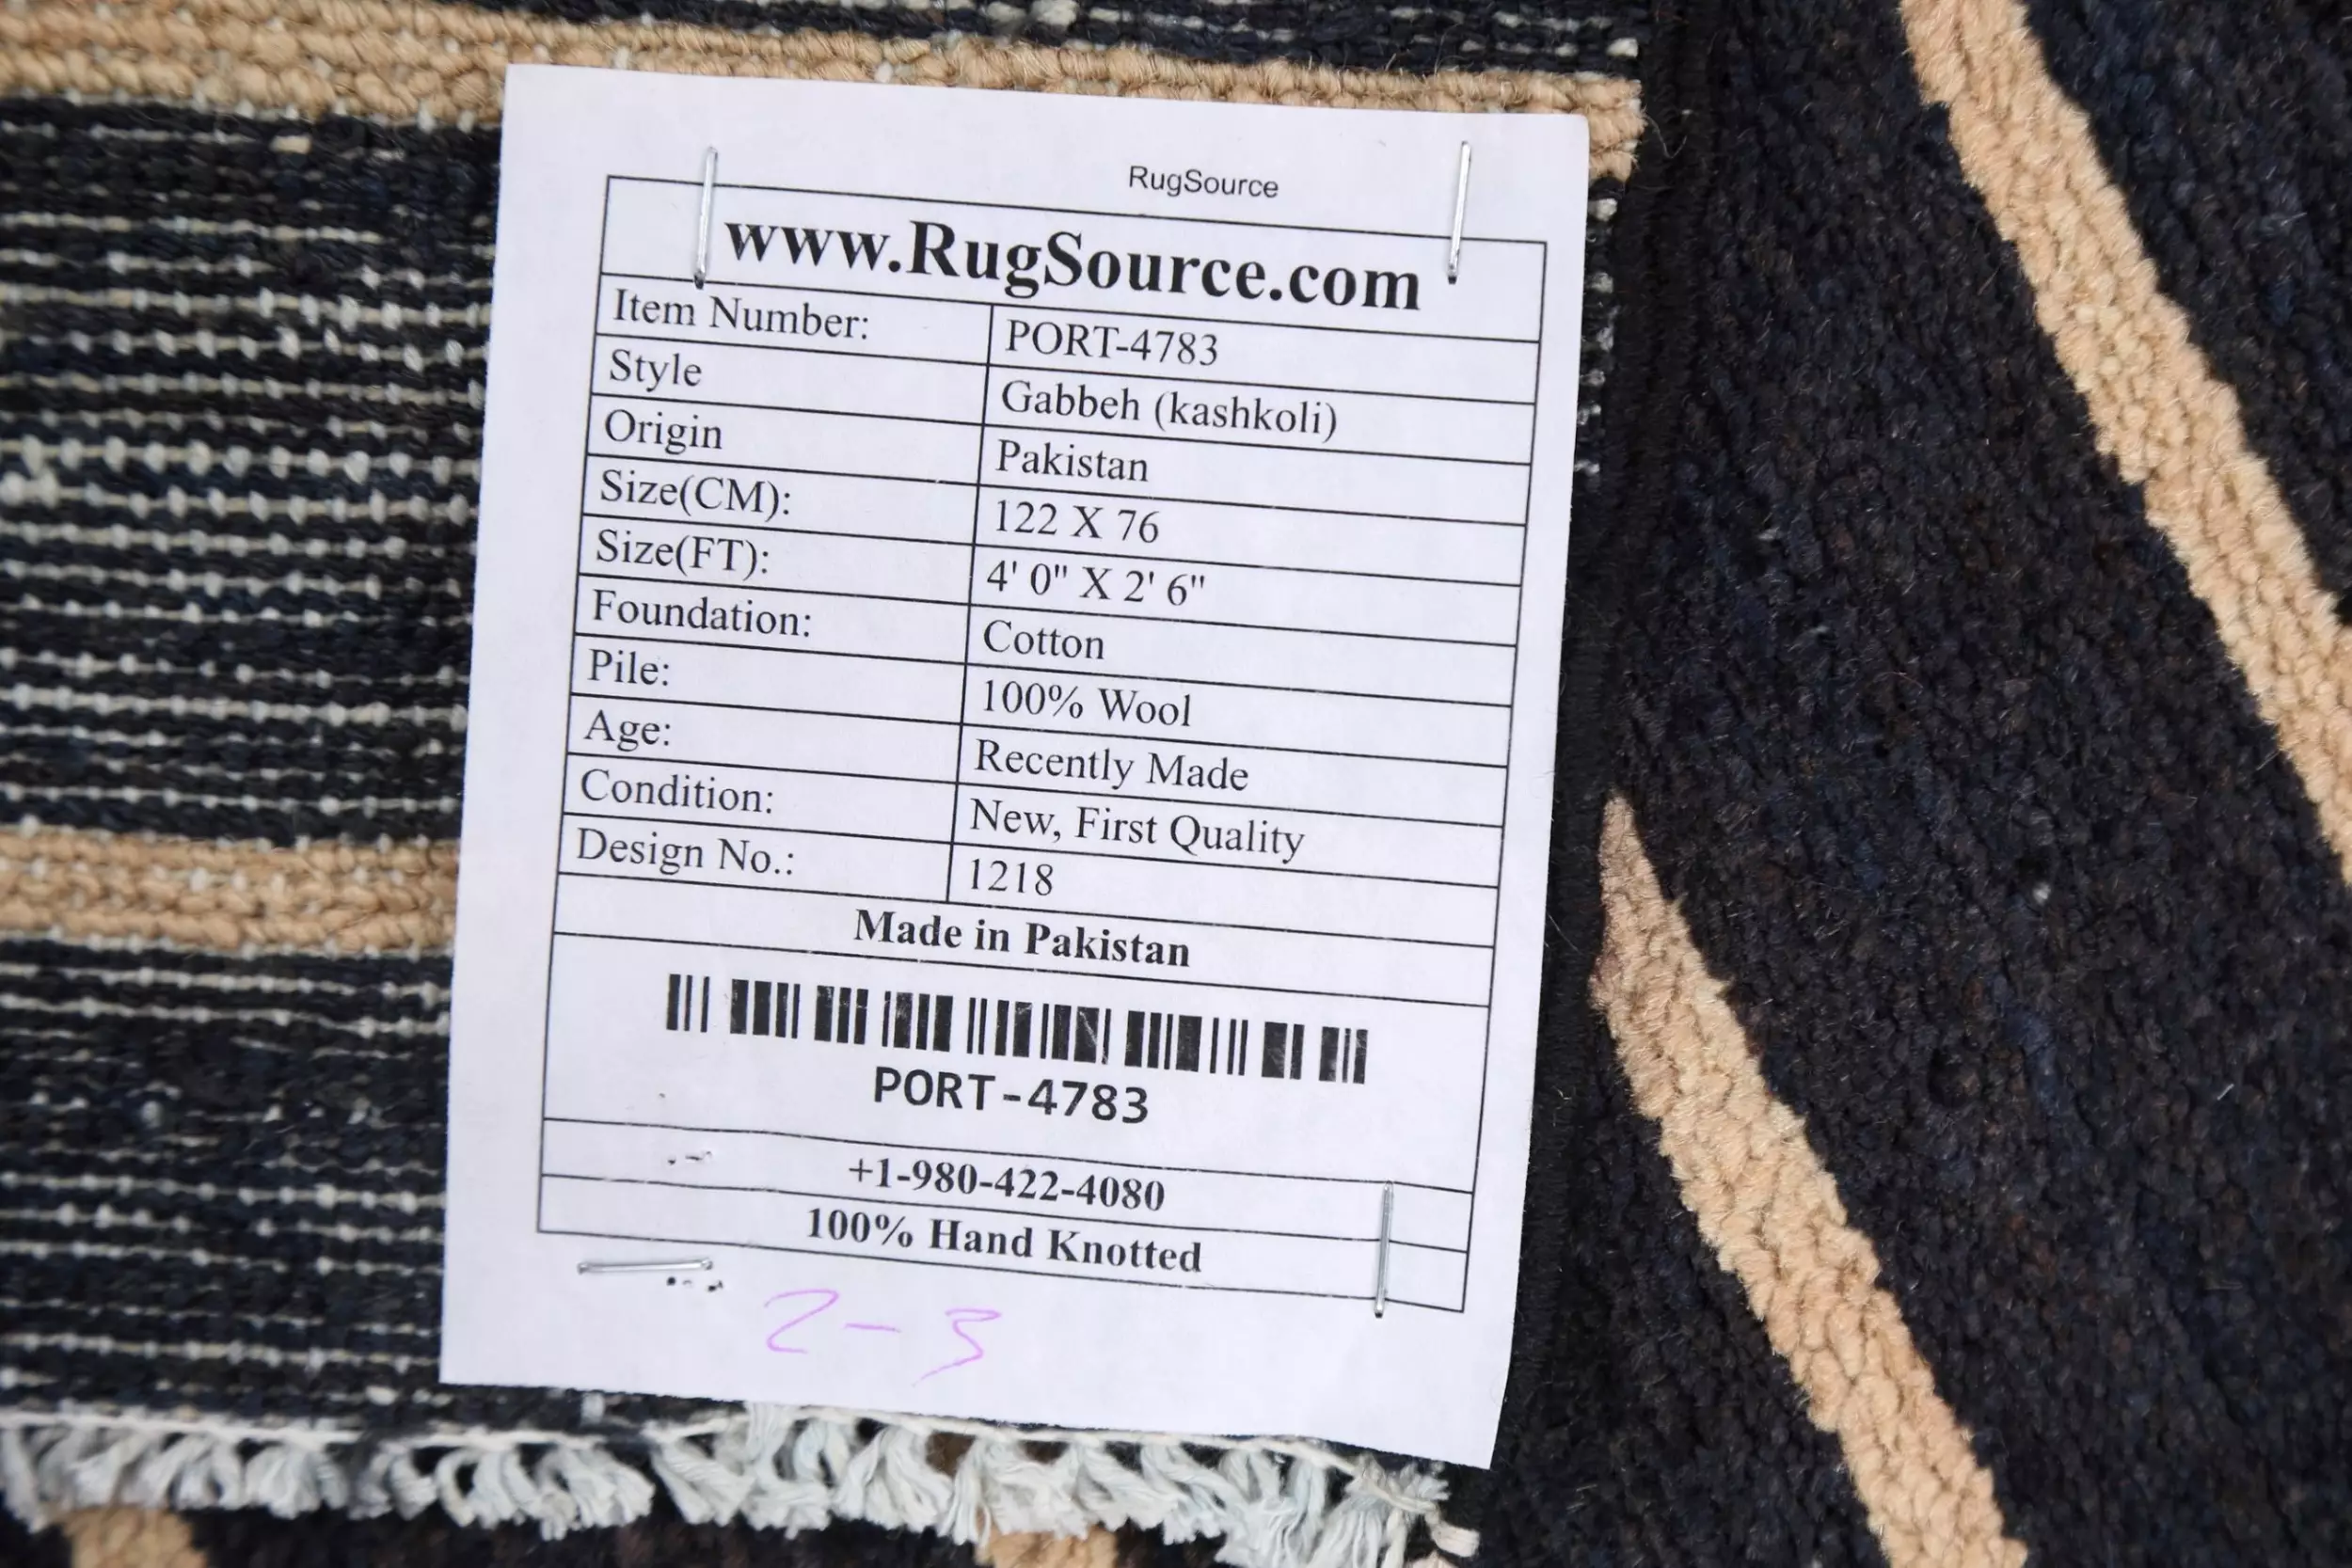 RugSource
www.RugSource.com
Item Number: PORT-4783
Style Gabbeh (kashkoli)
Origin Pakistan
Size(CM): 122 X 76
Size(FT): 4' 0" X 2' 6"
Foundation: Cotton
Pile: 100% Wool
Age: Recently Made
Condition: New, First Quality
Design No.: 1218
Made in Pakistan
PORT-4783
+1-980-422-4080
100% Hand Knotted
2-3